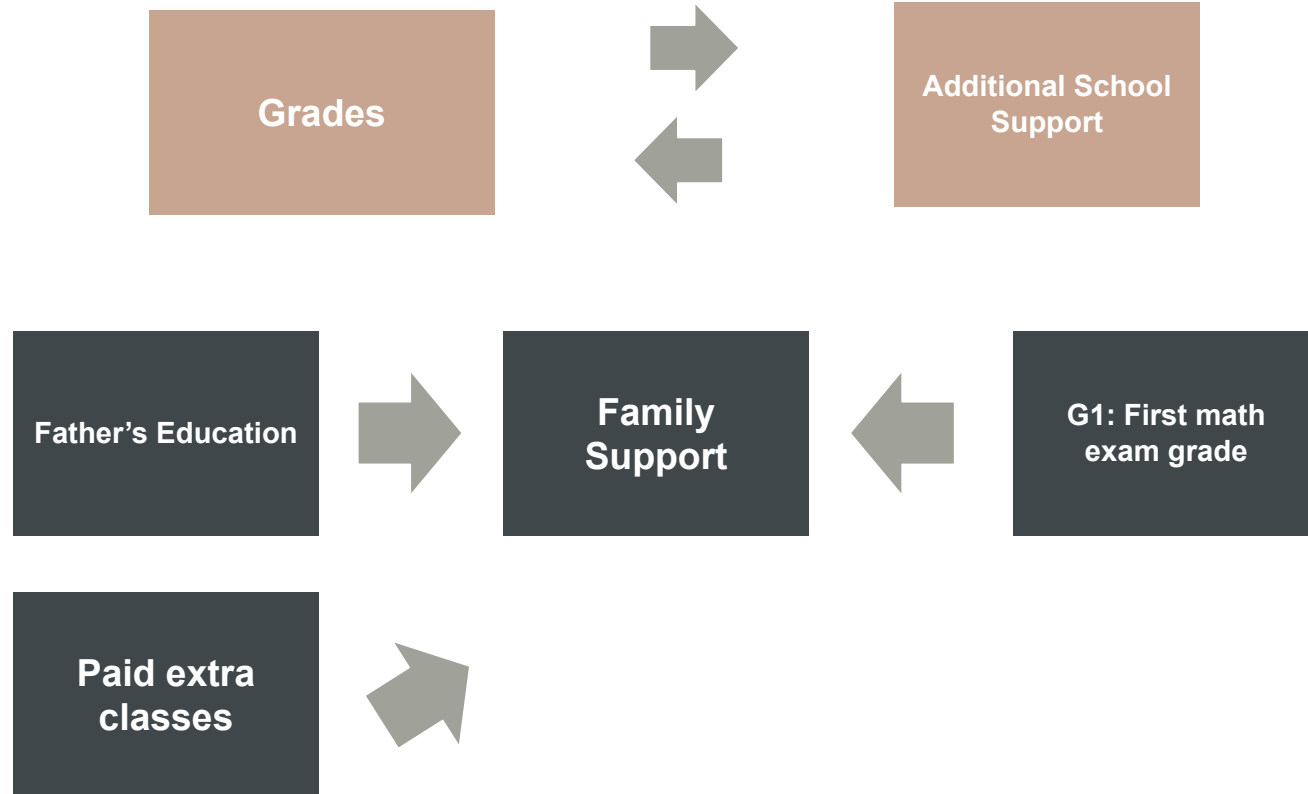 Grades
Additional School
Support
Father’s Education
Family
Support
G1: First math
exam grade
Paid extra
classes